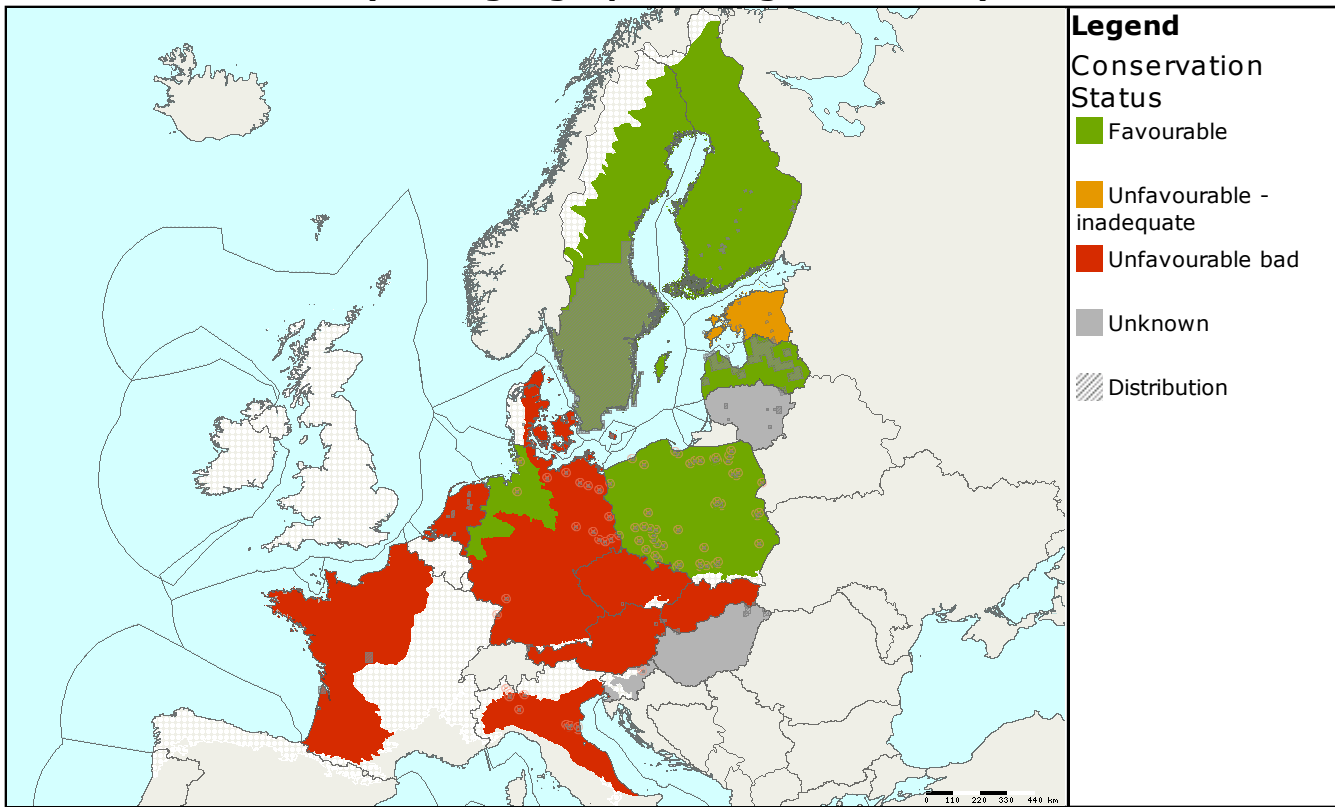 Legend
Conservation
Status
Favourable
Unfavourable -
inadequate
Unfavourable bad
Unknown
Distribution
0 110 220 330 440 km